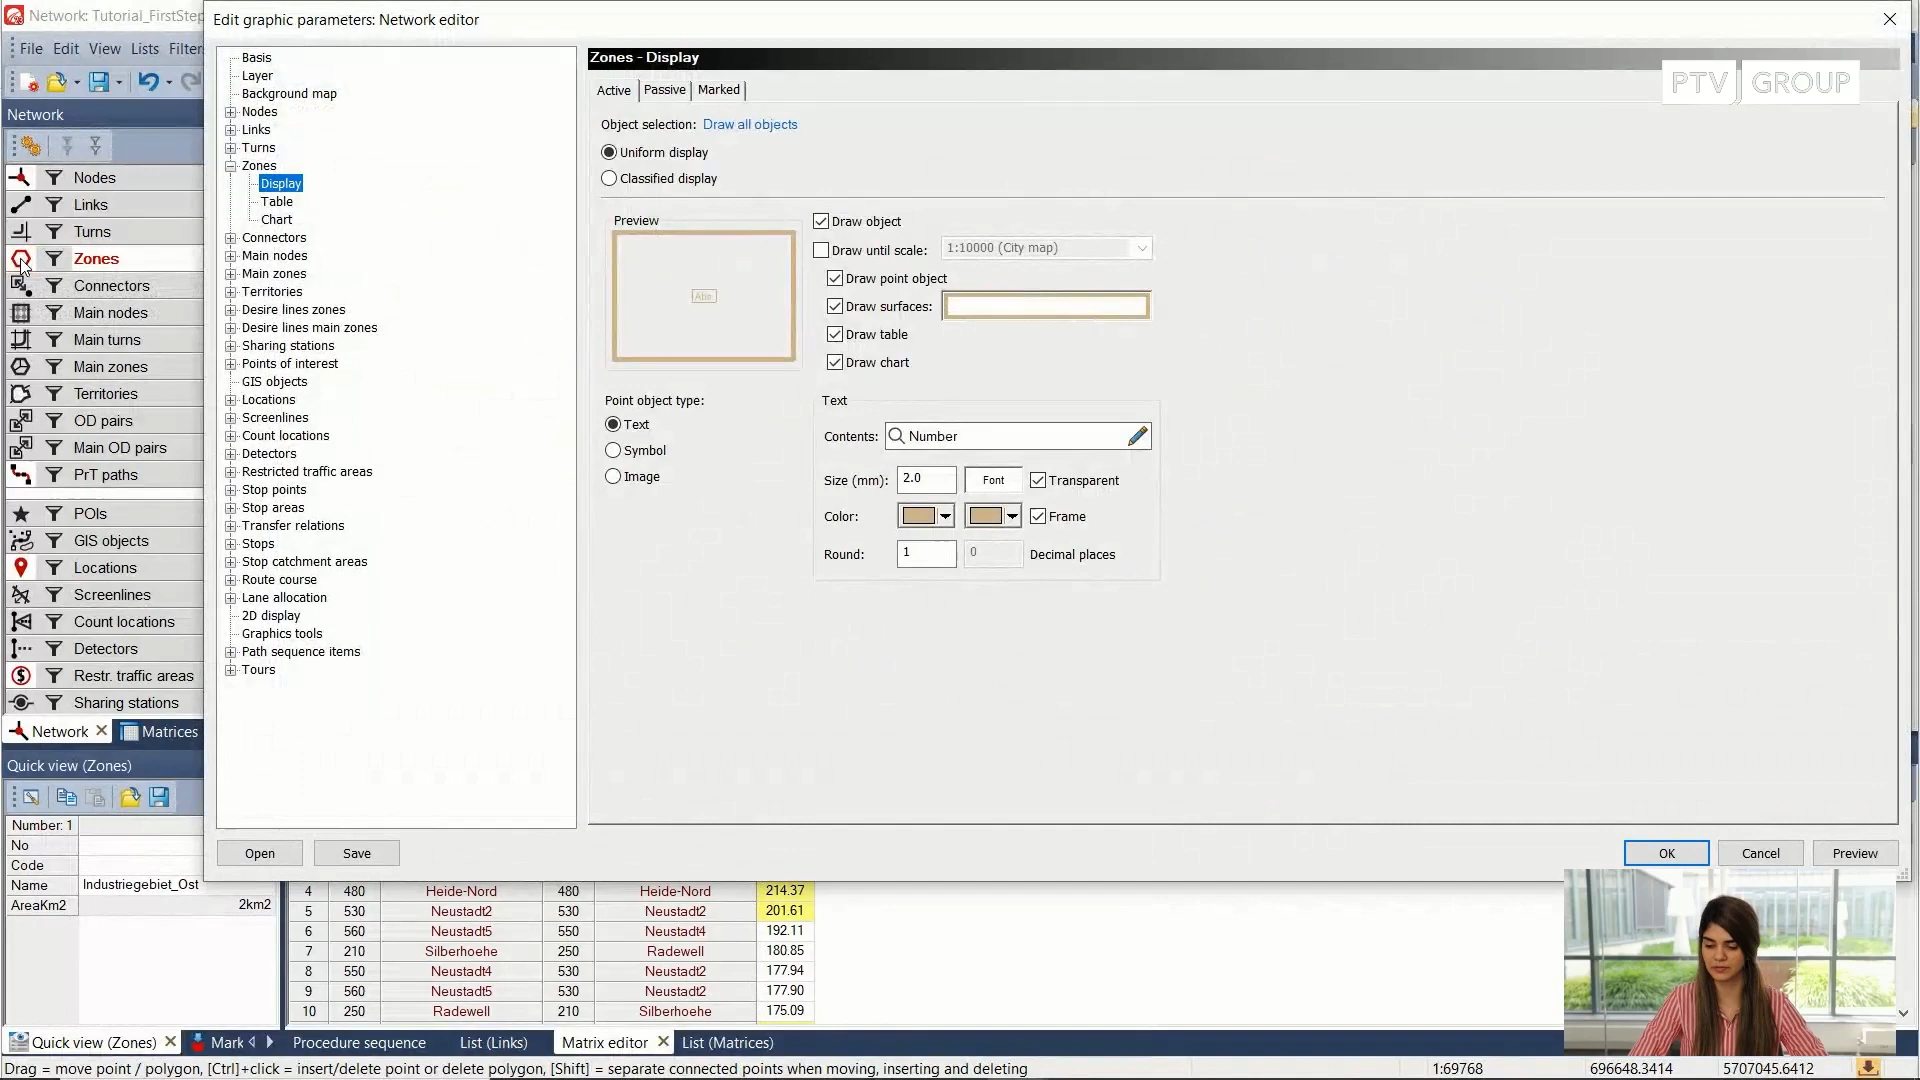 Network: Tutorial_FirstStep
Edit graphic parameters: Network editor
File Edit View Lists Filter
Network
Nodes
Links
Turns
Zones
Connectors
Main nodes
Main turns
Main zones
Territories
OD pairs
Main OD pairs
PrT paths
POIs
GIS objects
Locations
Screenlines
Count locations
Detectors
Restr. traffic areas
Sharing stations
Network
Matrices
Quick view (Zones)
Number: 1
No
Code
Name Industriegebiet_Ost
AreaKm2 2km2
Basis
Layer
Background map
Nodes
Links
Turns
Zones
Display
Table
Chart
Connectors
Main nodes
Main zones
Territories
Desire lines zones
Desire lines main zones
Sharing stations
Points of interest
GIS objects
Locations
Screenlines
Count locations
Detectors
Restricted traffic areas
Stop points
Stop areas
Transfer relations
Stops
Stop catchment areas
Route course
Lane allocation
2D display
Graphics tools
Path sequence items
Tours
Zones - Display
PTV GROUP
Active Passive Marked
Object selection: Draw all objects
Uniform display
Classified display
Preview
Abc
Draw object
Draw until scale: 1:10000 (City map)
Draw point object
Draw surfaces:
Draw table
Draw chart
Point object type:
Text
Symbol
Image
Text
Contents: Number
Size (mm): 2.0 Font Transparent
Color: Frame
Round: 1 0 Decimal places
Open Save OK Cancel Preview
4 480 Heide-Nord 480 Heide-Nord 214.37
5 530 Neustadt2 530 Neustadt2 201.61
6 560 Neustadt5 550 Neustadt4 192.11
7 210 Silberhoehe 250 Radewell 180.85
8 550 Neustadt4 530 Neustadt2 177.94
9 560 Neustadt5 530 Neustadt2 177.90
10 250 Radewell 210 Silberhoehe 175.09
Quick view (Zones) Mark Procedure sequence List (Links) Matrix editor List (Matrices)
Drag = move point / polygon, [Ctrl]+click = insert/delete point or delete polygon, [Shift] = separate connected points when moving, inserting and deleting 1:69768 696648.3414 5707045.6412